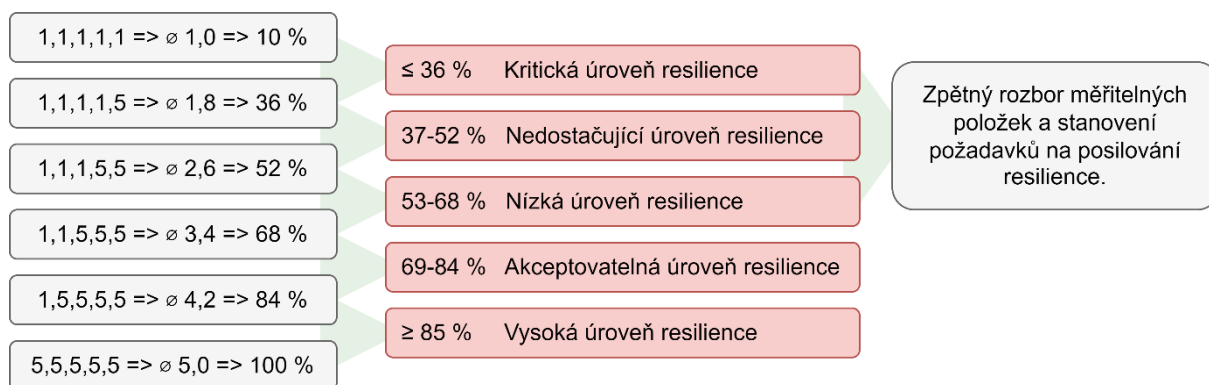 1,1,1,1,1 => ⌀ 1,0 => 10 %
1,1,1,1,5 => ⌀ 1,8 => 36 %
1,1,1,5,5 => ⌀ 2,6 => 52 %
1,1,5,5,5 => ⌀ 3,4 => 68 %
1,5,5,5,5 => ⌀ 4,2 => 84 %
5,5,5,5,5 => ⌀ 5,0 => 100 %
≤ 36 % Kritická úroveň resilience
37-52 % Nedostačující úroveň resilience
53-68 % Nízká úroveň resilience
69-84 % Akceptovatelná úroveň resilience
≥ 85 % Vysoká úroveň resilience
Zpětný rozbor měřitelných
položek a stanovení
požadavků na posilování
resilience.